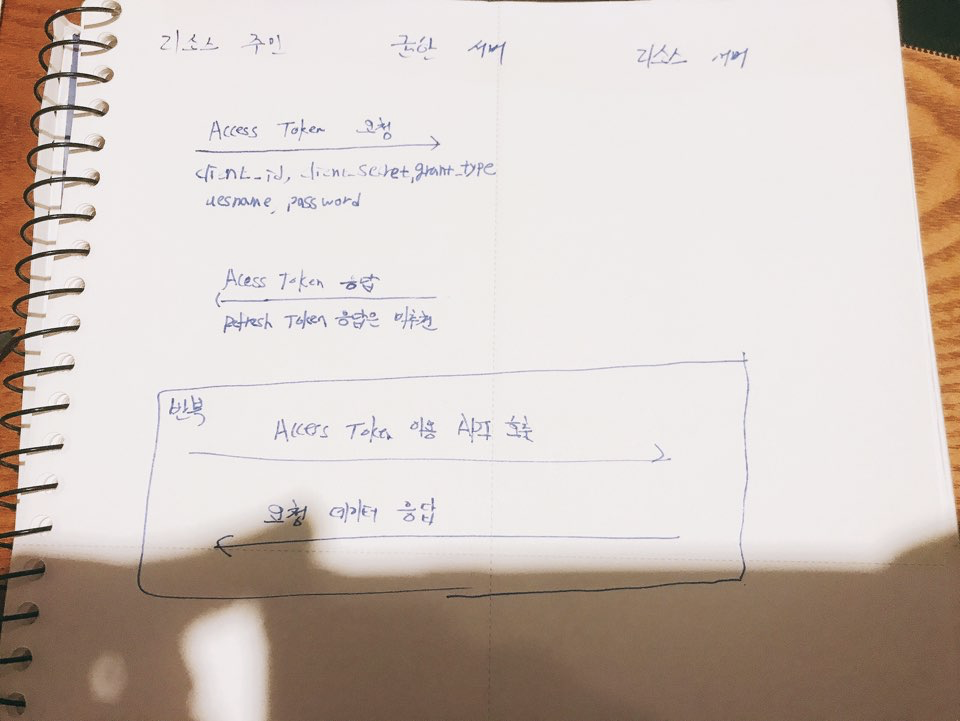 리소스 주인 권한 서버 리소스 서버
Access Token 요청
client_id, client_secret, grant_type
uesname, password
Acess Token 응답
Refresh Token 응답은 미추천
반복
Access Token 이용 API 호출
요청 데이터 응답